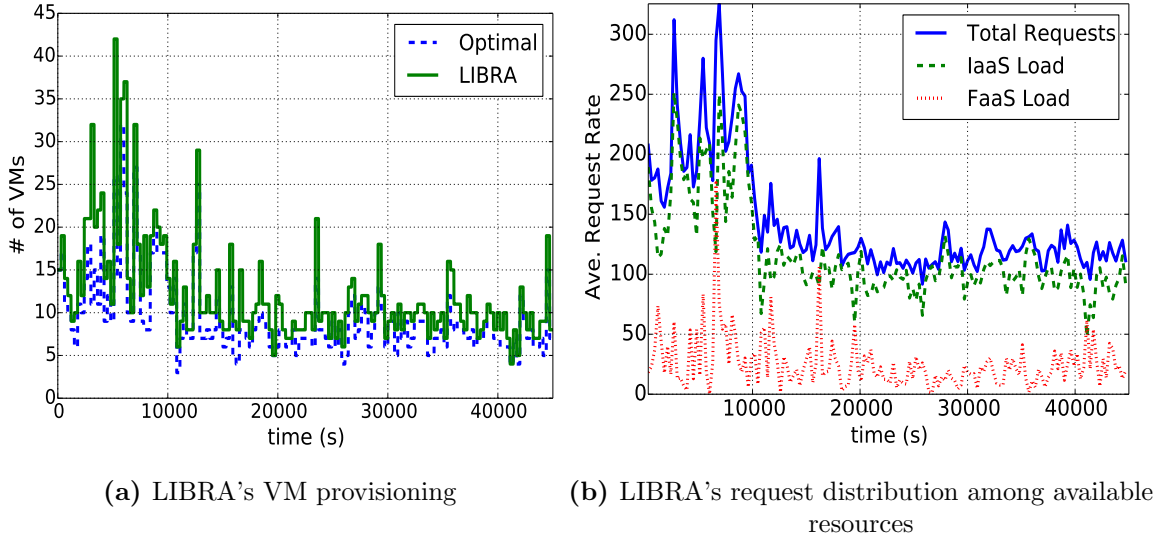 45
40
35
30
25
20
15
10
5
0
# of VMs
Optimal
LIBRA
0
10000
20000
30000
40000
time (s)
300
250
200
150
100
50
0
Ave. Request Rate
Total Requests
IaaS Load
FaaS Load
10000
20000
30000
40000
time (s)
(a) LIBRA's VM provisioning
(b) LIBRA's request distribution among available
resources